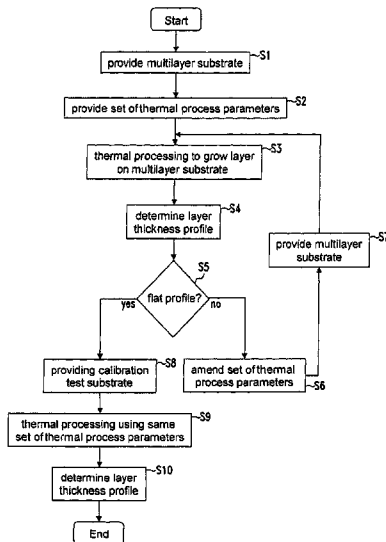 Start
provide multilayer substrate
S1
provide set of thermal process parameters
S2
thermal processing to grow layer
on multilayer substrate
S3
determine layer
thickness profile
S4
provide multilayer
substrate
S7
S5
flat profile?
yes
no
providing calibration
test substrate
S8
amend set of thermal
process parameters
S6
thermal processing using same
set of thermal process parameters
S9
determine layer
thickness profile
S10
End